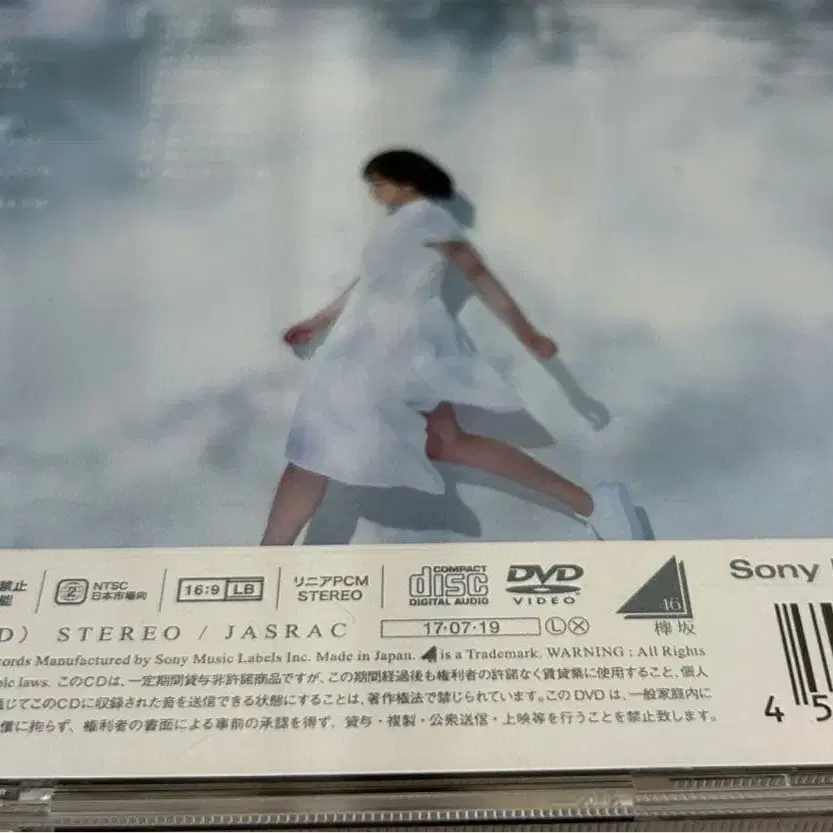 禁止
能
2
NTSC
日本市場向
16:9 LB
リニアPCM
STEREO
COMPACT
disc
DIGITAL AUDIO
DVD
VIDEO
46
欅坂
Sony
D) STEREO / JASRAC
17·07·19
L X
cords Manufactured by Sony Music Labels Inc. Made in Japan. is a Trademark. WARNING : All Rights
laws. このCDは、一定期間貸与非許諾商品ですが、この期間経過後も権利者の許諾なく賃貸業に使用すること、個人
じてこのCDに収録された音を送信できる状態にすることは、著作権法で禁じられています。このDVDは、一般家庭内に
償に拘らず、権利者の書面による事前の承認を得ず、貸与・複製・公衆送信・上映等を行うことを禁止致します。
4 5